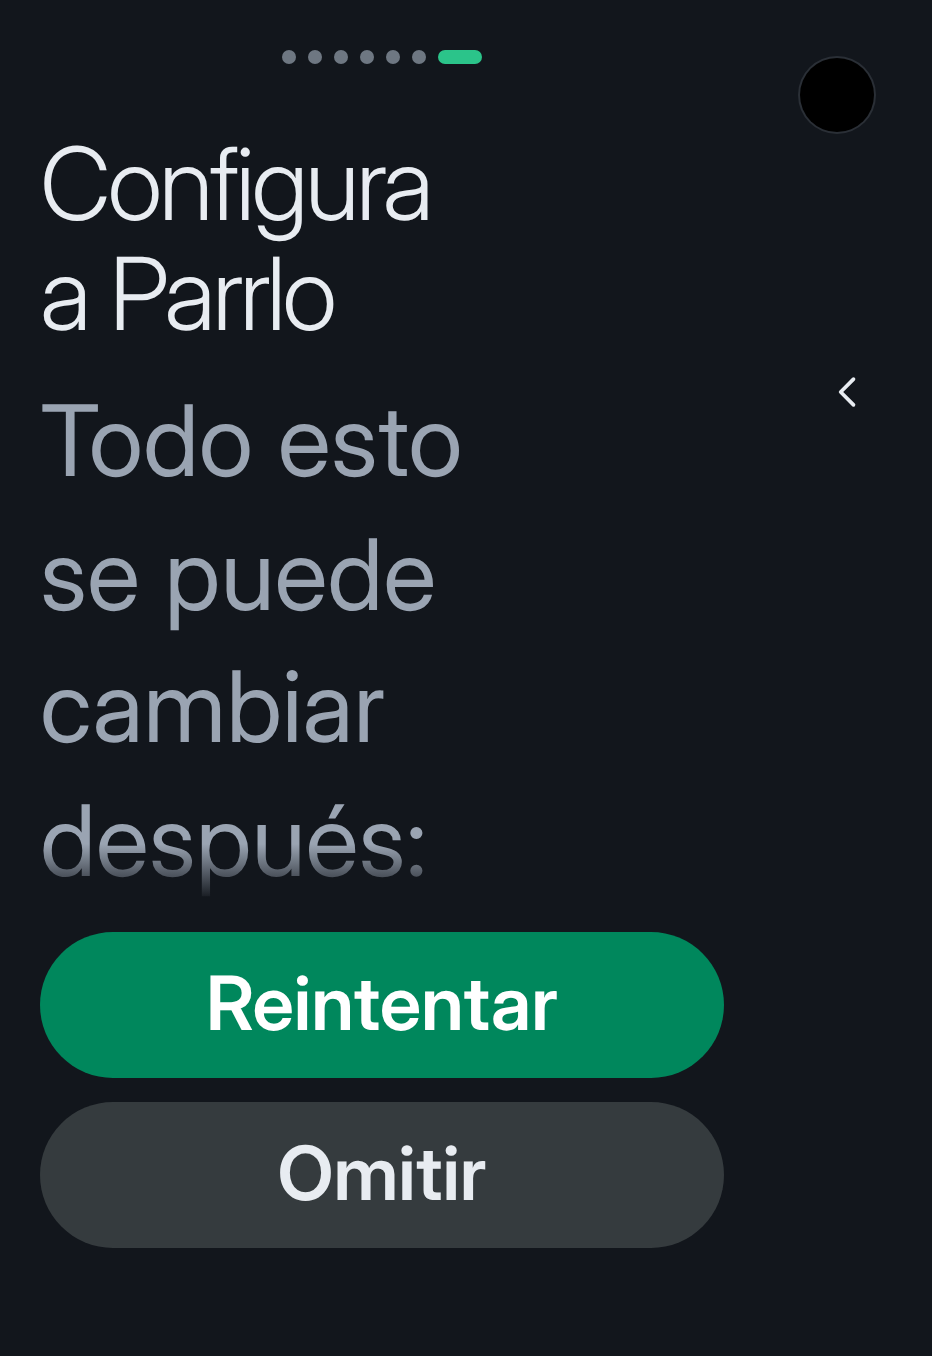 Configura
a Parrlo
Todo esto
se puede
cambiar
después:
Reintentar
Omitir